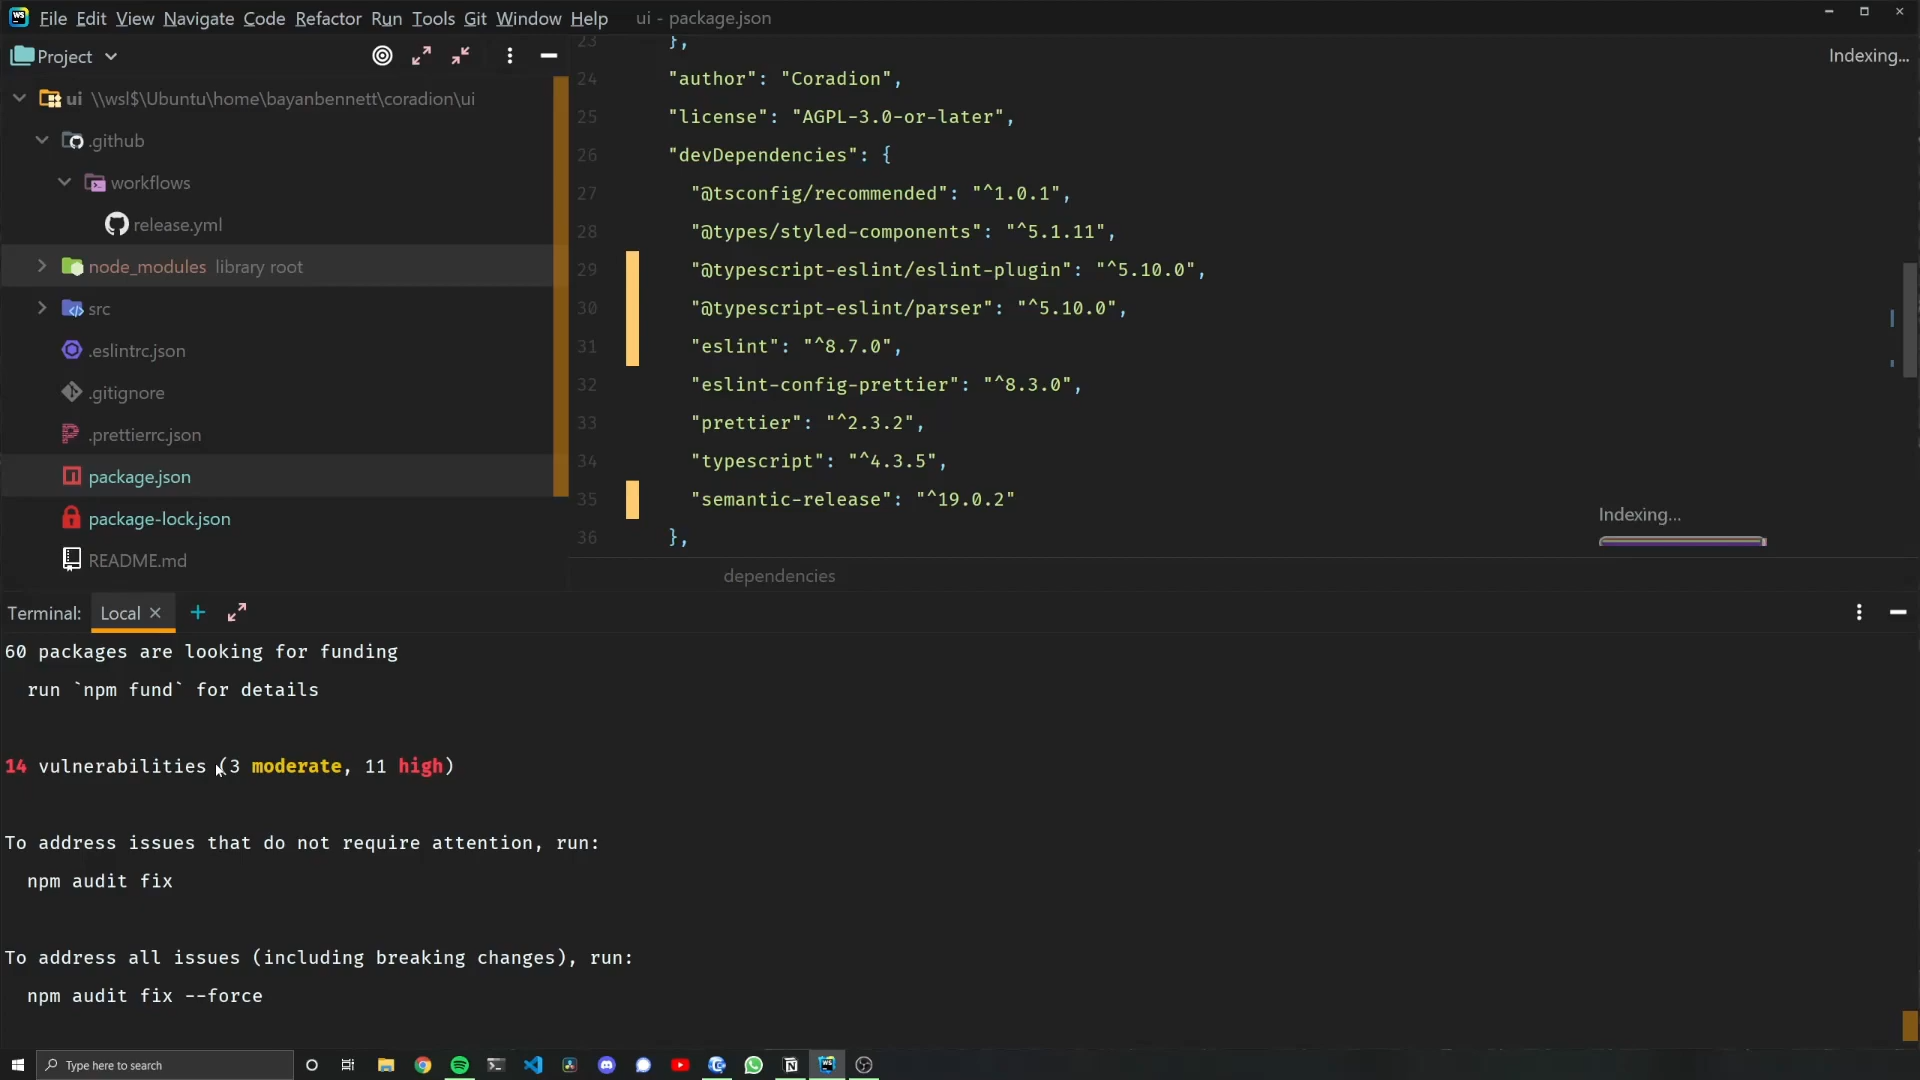 File Edit View Navigate Code Refactor Run Tools Git Window Help ui - package.json
Project
Indexing...
ui \\wsl$\Ubuntu\home\bayanbennett\coradion\ui
.github
workflows
release.yml
node_modules library root
src
.eslintrc.json
.gitignore
.prettierrc.json
package.json
package-lock.json
README.md
23 },
24 "author": "Coradion",
25 "license": "AGPL-3.0-or-later",
26 "devDependencies": {
27 "@tsconfig/recommended": "^1.0.1",
28 "@types/styled-components": "^5.1.11",
29 "@typescript-eslint/eslint-plugin": "^5.10.0",
30 "@typescript-eslint/parser": "^5.10.0",
31 "eslint": "^8.7.0",
32 "eslint-config-prettier": "^8.3.0",
33 "prettier": "^2.3.2",
34 "typescript": "^4.3.5",
35 "semantic-release": "^19.0.2"
36 },
Indexing...
dependencies
Terminal: Local
60 packages are looking for funding
run `npm fund` for details
14 vulnerabilities (3 moderate, 11 high)
To address issues that do not require attention, run:
npm audit fix
To address all issues (including breaking changes), run:
npm audit fix --force
Type here to search